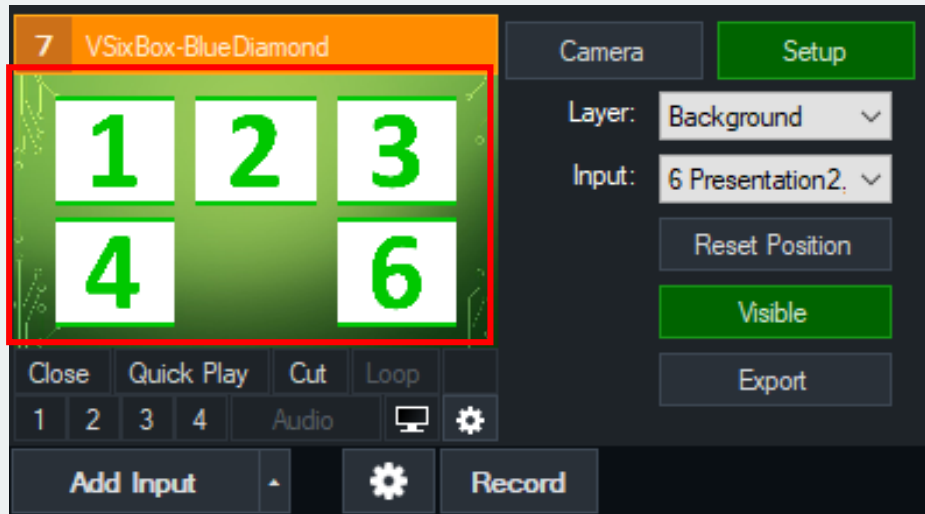 7 VSixBox-BlueDiamond
1 2 3
4 6
Close Quick Play Cut Loop
1 2 3 4 Audio
Add Input Record
Camera Setup
Layer: Background
Input: 6 Presentation2.
Reset Position
Visible
Export